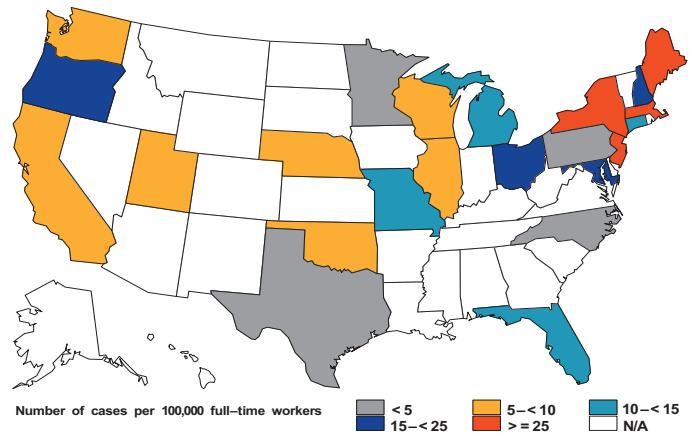 Number of cases per 100,000 full–time workers
< 5
5–< 10
10–< 15
15–< 25
> = 25
N/A